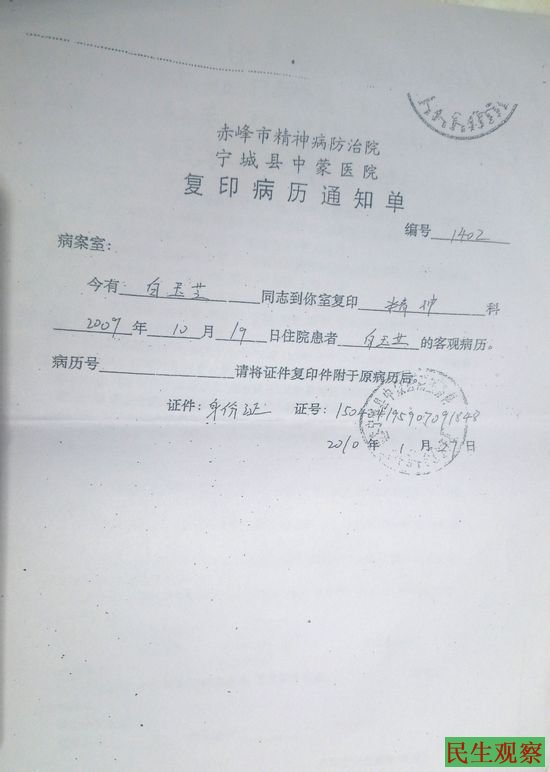 赤峰市精神病防治院
宁城县中蒙医院
复印病历通知单
编号 1402
病案室：
今有 白玉芝 同志到你室复印 精神 科
2009 年 10 月 19 日住院患者 白玉芝 的客观病历。
病历号 请将证件复印件附于原病历后。
证件：身份证 证号：
2010 年 1 月 日
民生观察